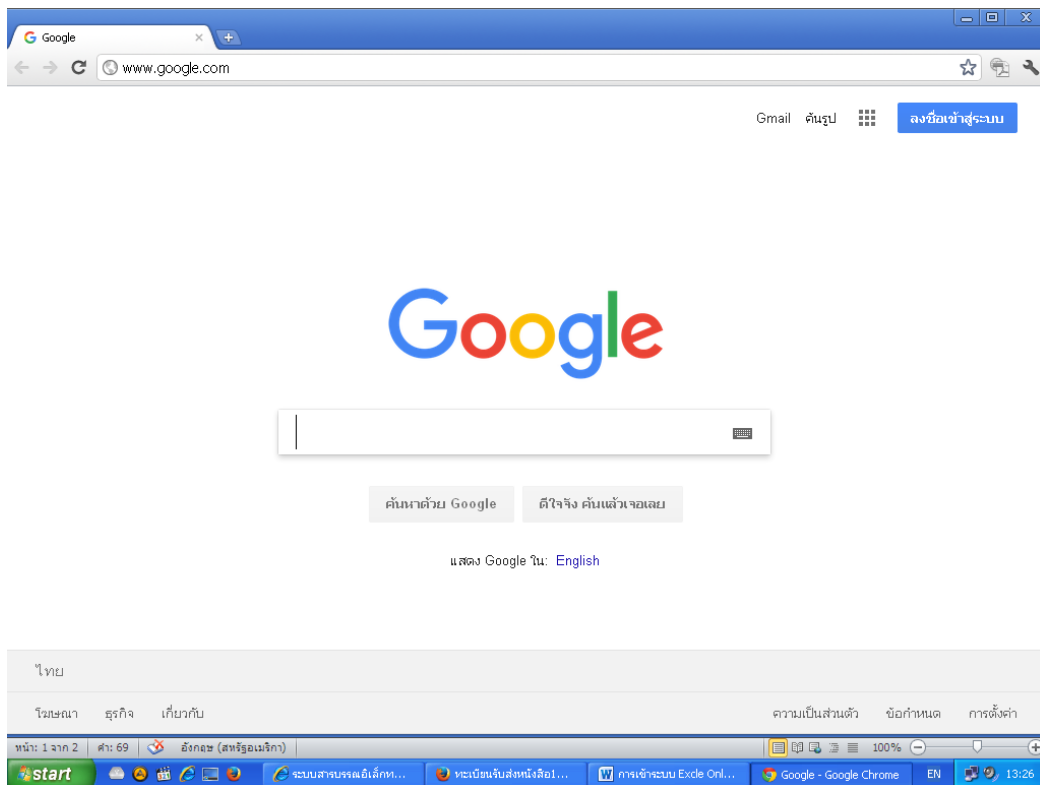 Google
www.google.com
Gmail ค้นรูป ลงชื่อเข้าสู่ระบบ
Google
ค้นหาด้วย Google ดีใจจัง ค้นแล้วเจอเลย
แสดง Google ใน: English
ไทย
โฆษณา ธุรกิจ เกี่ยวกับ ความเป็นส่วนตัว ข้อกำหนด การตั้งค่า
หน้า: 1 จาก 2 คำ: 69 อังกฤษ (สหรัฐอเมริกา) 100%
start ระบบสารบรรณอิเล็กท... ทะเบียนรับส่งหนังสือ1... การเข้าระบบ Excle Onl... Google - Google Chrome EN 13:26